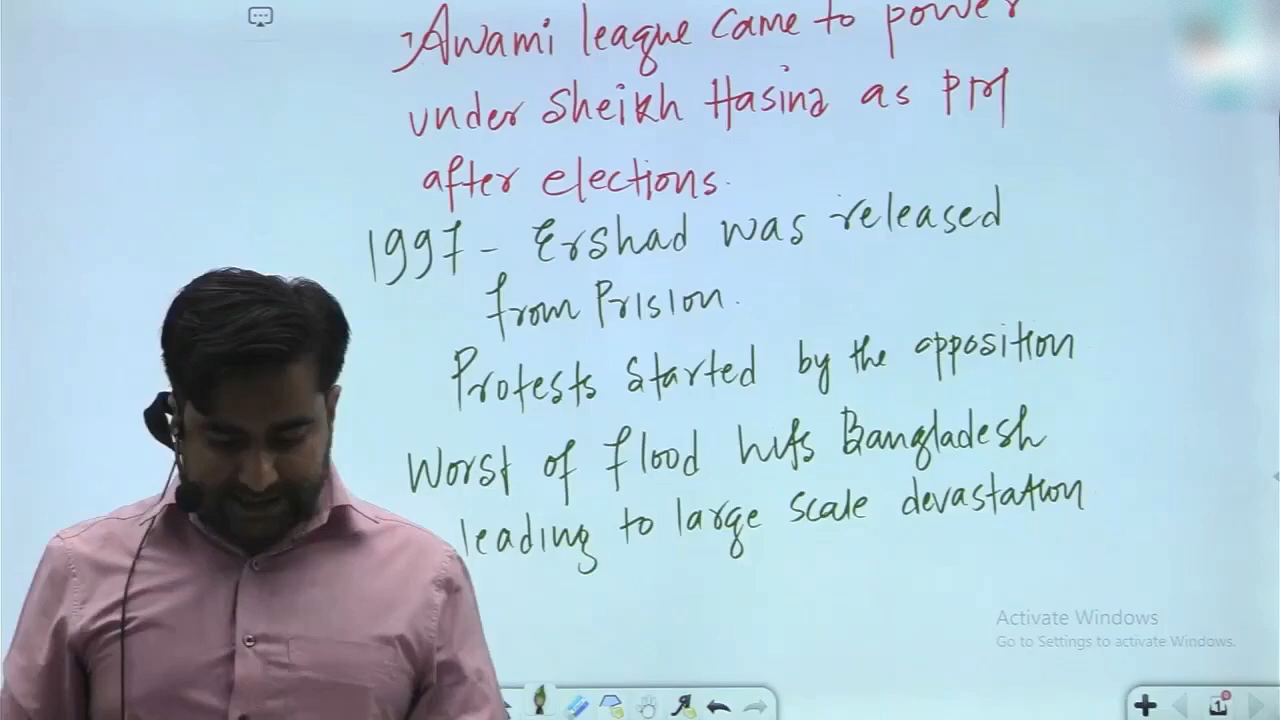 Awami league came to power
under Sheikh Hasina as PM
after elections.
1997 - Ershad was released
from Prision.
Protests started by the opposition
Worst of flood hits Bangladesh
leading to large scale devastation
Activate Windows
Go to Settings to activate Windows.
1